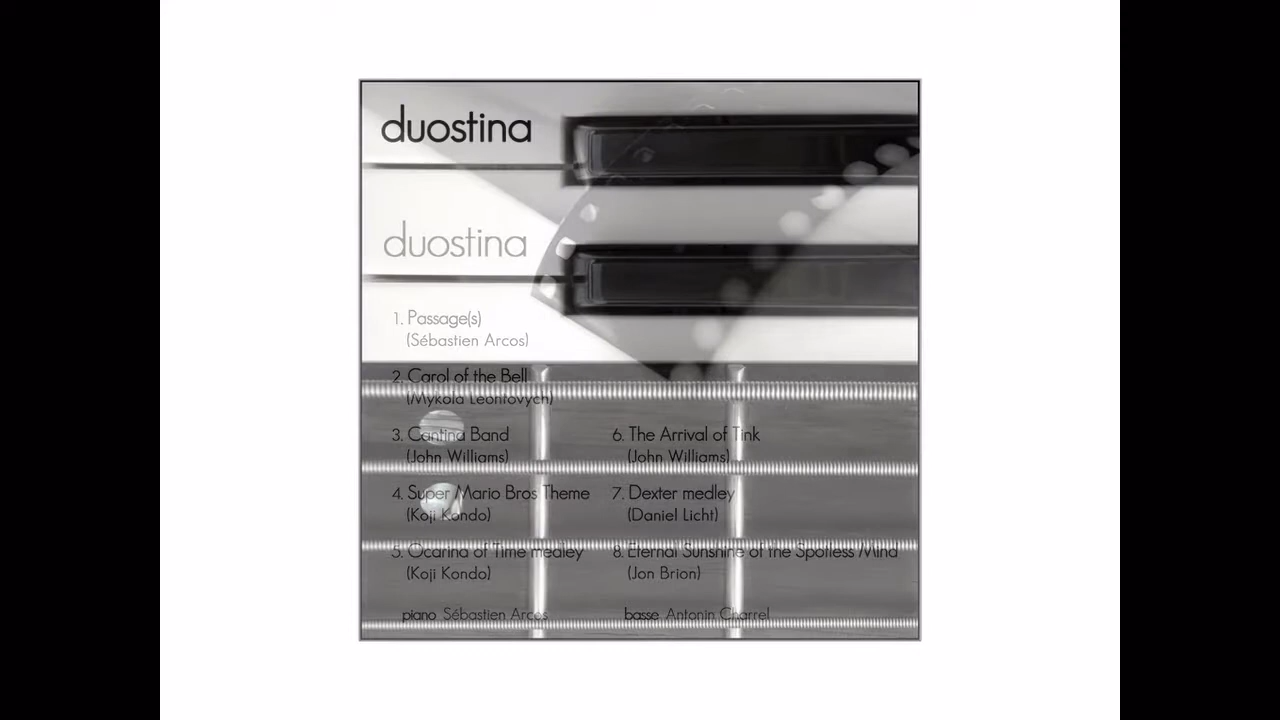 duostina
duostina
1. Passage(s)
(Sébastien Arcos)
2. Carol of the Bell
(Mykola Leontovych)
3. Cantina Band
(John Williams)
4. Super Mario Bros Theme
(Koji Kondo)
5. Ocarina of Time medley
(Koji Kondo)
6. The Arrival of Tink
(John Williams)
7. Dexter medley
(Daniel Licht)
8. Eternal Sunshine of the Spotless Mind
(Jon Brion)
piano Sébastien Arcos
basse Antonin Charrel